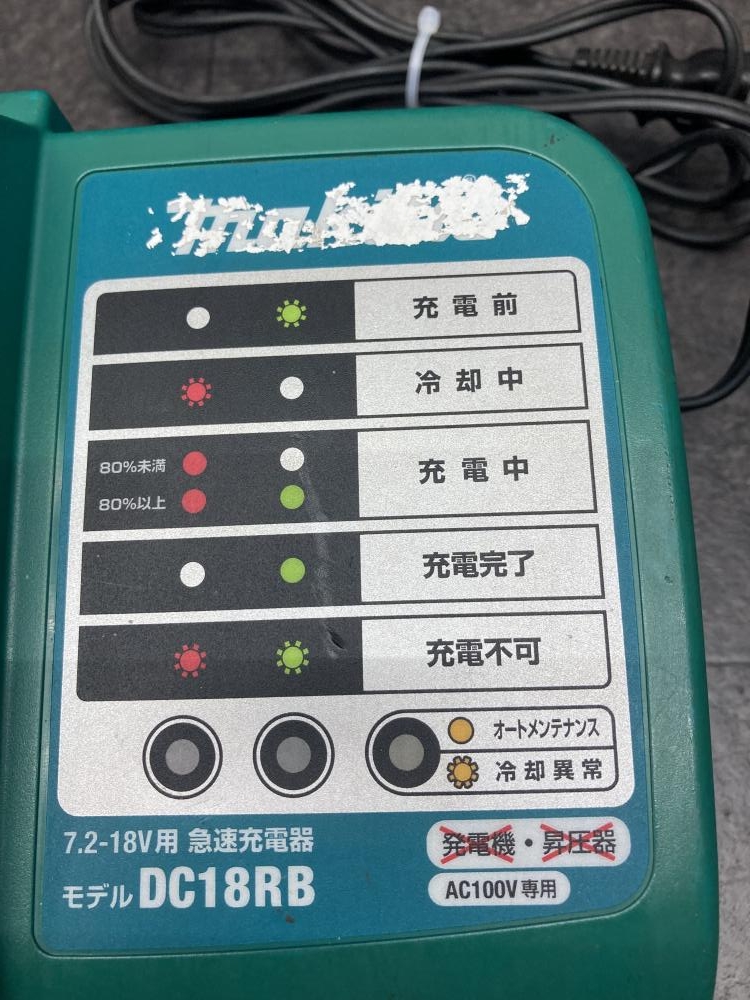 makita
充電前
冷却中
80%未満
80%以上
充電中
充電完了
充電不可
オートメンテナンス
冷却異常
7.2-18V用 急速充電器
モデル DC18RB
発電機・昇圧器
AC100V専用